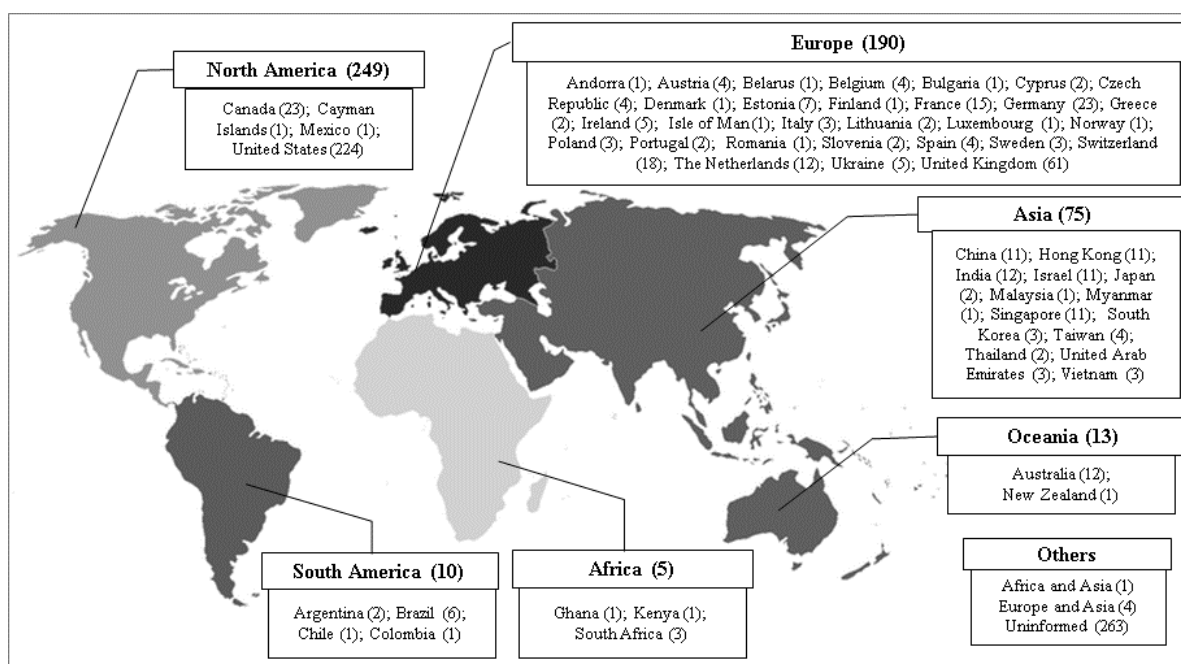 North America (249)
Canada (23); Cayman
Islands (1); Mexico (1);
United States (224)
Europe (190)
Andorra (1); Austria (4); Belarus (1); Belgium (4); Bulgaria (1); Cyprus (2); Czech
Republic (4); Denmark (1); Estonia (7); Finland (1); France (15); Germany (23); Greece
(2); Ireland (5); Isle of Man (1); Italy (3); Lithuania (2); Luxembourg (1); Norway (1);
Poland (3); Portugal (2); Romania (1); Slovenia (2); Spain (4); Sweden (3); Switzerland
(18); The Netherlands (12); Ukraine (5); United Kingdom (61)
Asia (75)
China (11); Hong Kong (11);
India (12); Israel (11); Japan
(2); Malaysia (1); Myanmar
(1); Singapore (11); South
Korea (3); Taiwan (4);
Thailand (2); United Arab
Emirates (3); Vietnam (3)
Oceania (13)
Australia (12);
New Zealand (1)
South America (10)
Argentina (2); Brazil (6);
Chile (1); Colombia (1)
Africa (5)
Ghana (1); Kenya (1);
South Africa (3)
Others
Africa and Asia (1)
Europe and Asia (4)
Uninformed (263)